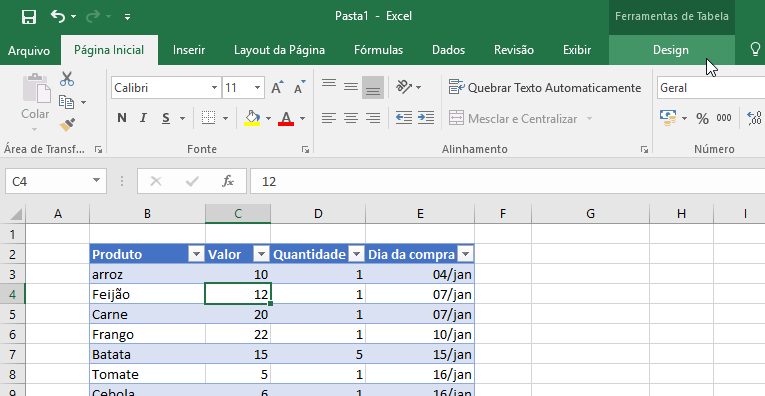 Pasta1 - Excel
Ferramentas de Tabela
Arquivo Página Inicial Inserir Layout da Página Fórmulas Dados Revisão Exibir Design
Colar
Calibri 11 A A
Quebrar Texto Automaticamente
Geral
N I S A
Mesclar e Centralizar
% 000
Área de Transf... Fonte Alinhamento Número
C4 fx 12
A B C D E F G H I
1
2 Produto Valor Quantidade Dia da compra
3 arroz 10 1 04/jan
4 Feijão 12 1 07/jan
5 Carne 20 1 07/jan
6 Frango 22 1 10/jan
7 Batata 15 5 15/jan
8 Tomate 5 1 16/jan
9 Cebola 6 1 16/jan